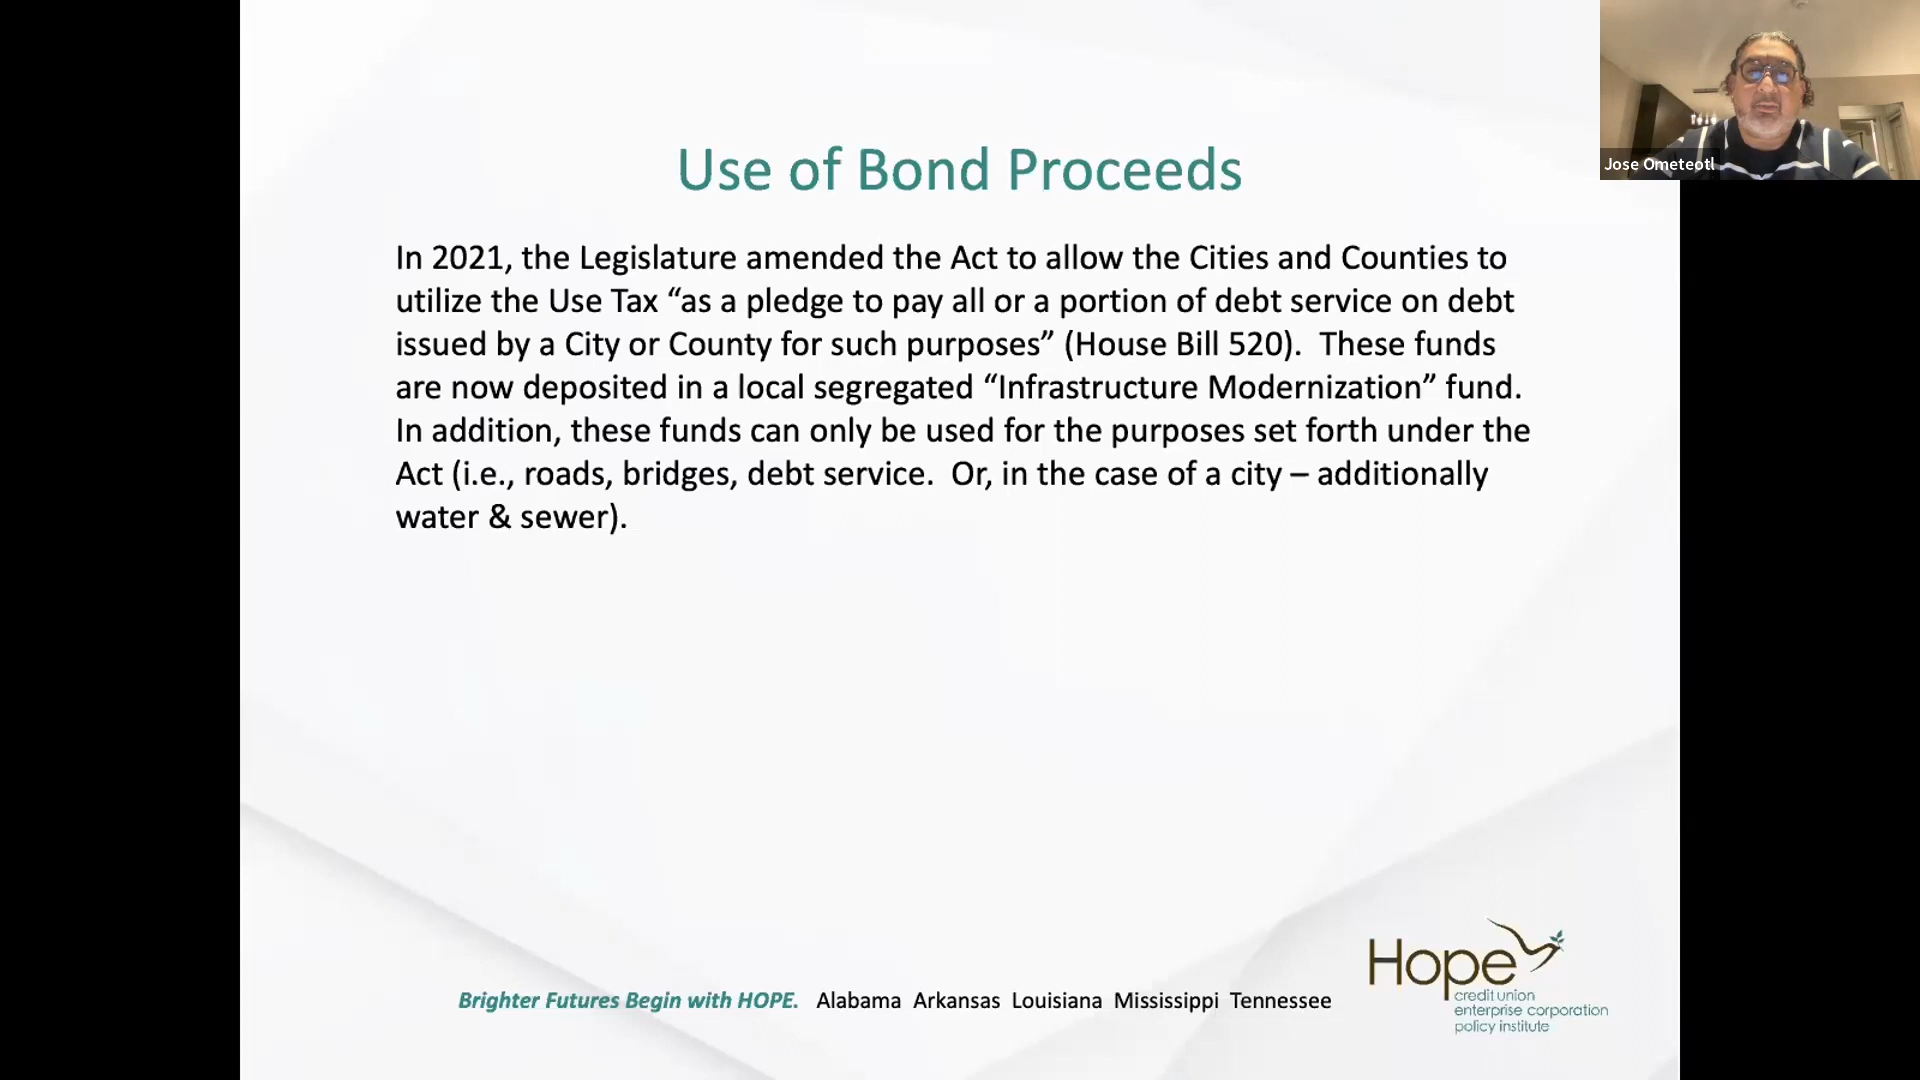 Use of Bond Proceeds
In 2021, the Legislature amended the Act to allow the Cities and Counties to
utilize the Use Tax “as a pledge to pay all or a portion of debt service on debt
issued by a City or County for such purposes” (House Bill 520).  These funds
are now deposited in a local segregated “Infrastructure Modernization” fund.
In addition, these funds can only be used for the purposes set forth under the
Act (i.e., roads, bridges, debt service.  Or, in the case of a city – additionally
water & sewer).
Jose Ometeotl
Brighter Futures Begin with HOPE.  Alabama  Arkansas  Louisiana  Mississippi  Tennessee
Hope
credit union
enterprise corporation
policy institute